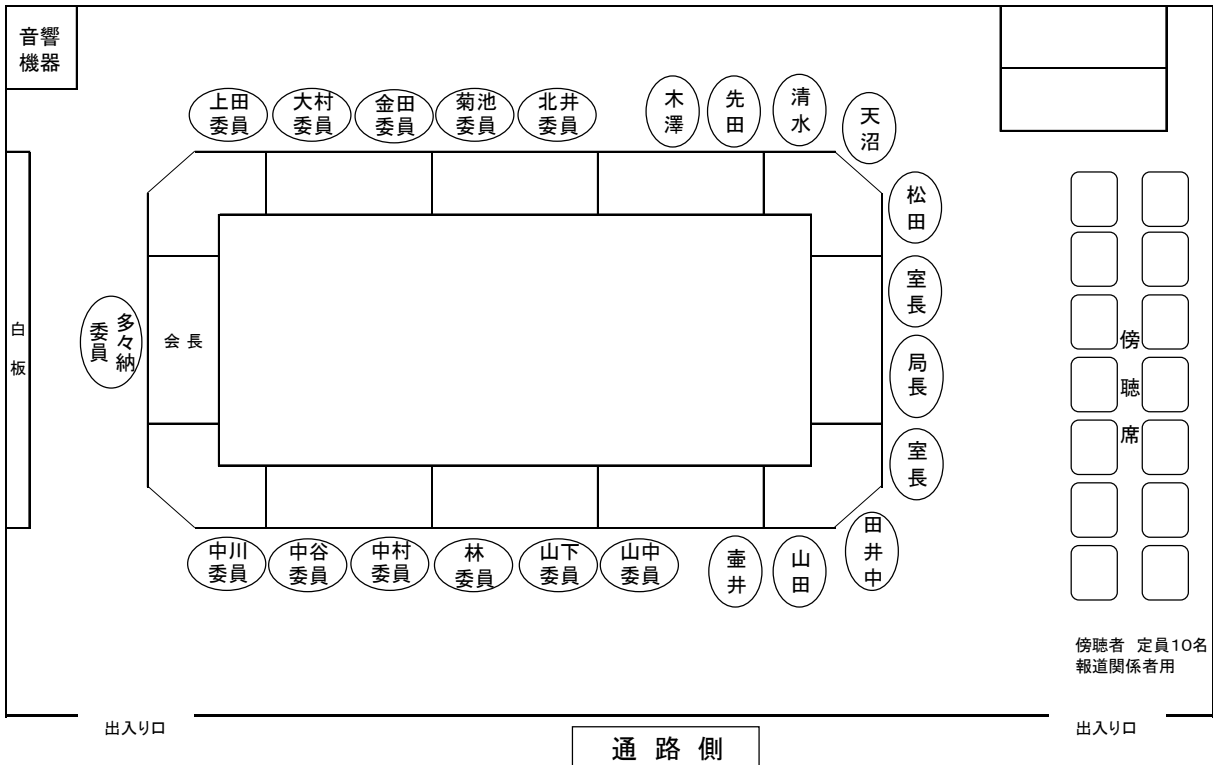 音響
機器
上田
委員
大村
委員
金田
委員
菊池
委員
北井
委員
木澤
先田
清水
天沼
松田
室長
局長
室長
田井中
白板
多々納
委員
会長
傍聴席
中川
委員
中谷
委員
中村
委員
林
委員
山下
委員
山中
委員
壷井
山田
傍聴者 定員10名
報道関係者用
出入り口
出入り口
通路側